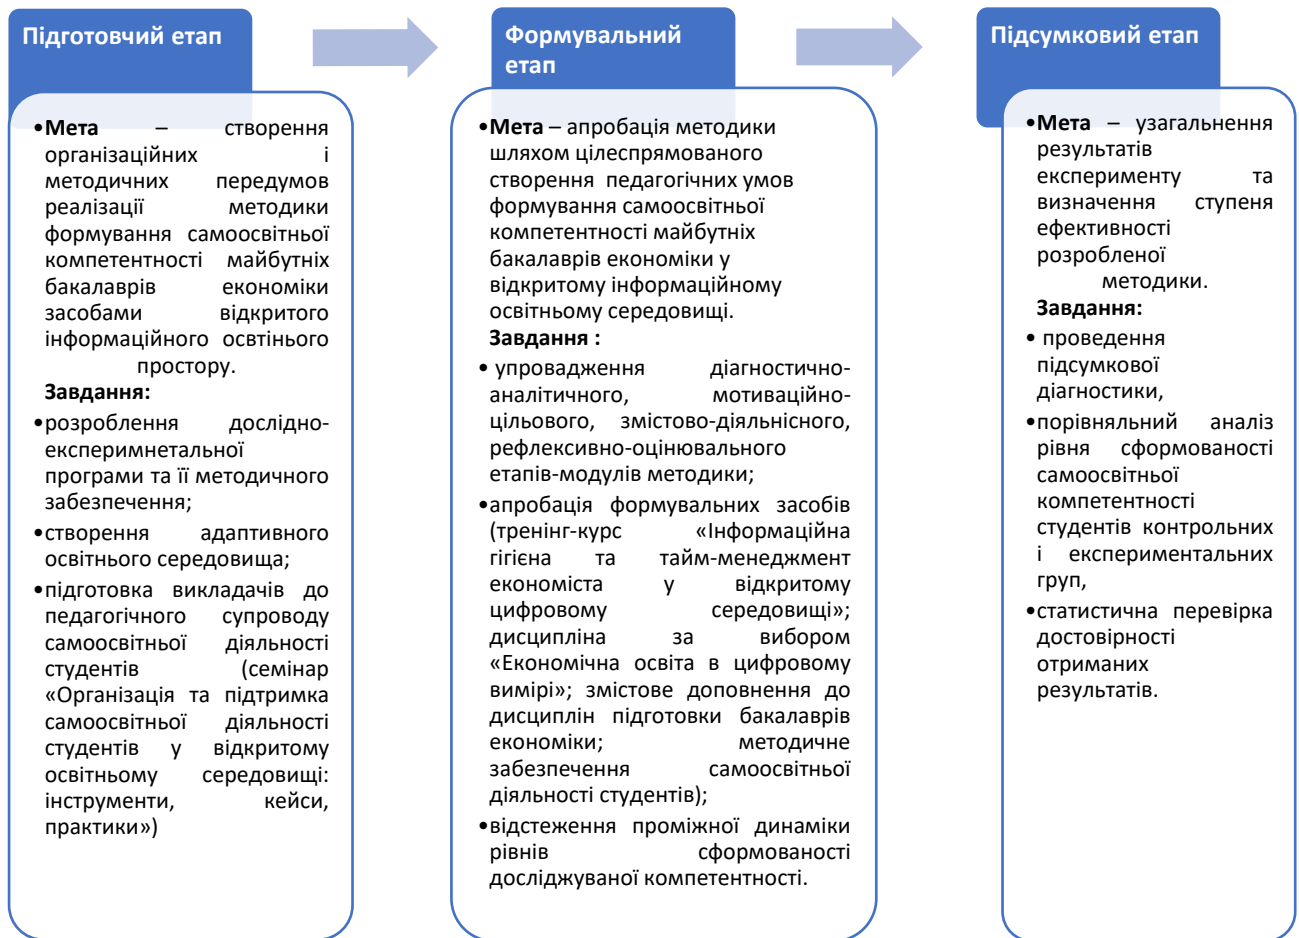 Підготовчий етап
•Мета – створення
організаційних і
методичних передумов
реалізації методики
формування самоосвітньої
компетентності майбутніх
бакалаврів економіки
засобами відкритого
інформаційного освтінього
простору.
Завдання:
•розроблення дослідно-
експеримнетальної
програми та її методичного
забезпечення;
•створення адаптивного
освітнього середовища;
•підготовка викладачів до
педагогічного супроводу
самоосвітньої діяльності
студентів (семінар
«Організація та підтримка
самоосвітньої діяльності
студентів у відкритому
освітньому середовищі:
інструменти, кейси,
практики»)
Формувальний
етап
•Мета – апробація методики
шляхом цілеспрямованого
створення педагогічних умов
формування самоосвітньої
компетентності майбутніх
бакалаврів економіки у
відкритому інформаційному
освітньому середовищі.
Завдання :
• упровадження діагностично-
аналітичного, мотиваційно-
цільового, змістово-діяльнісного,
рефлексивно-оцінювального
етапів-модулів методики;
•апробація формувальних засобів
(тренінг-курс «Інформаційна
гігієна та тайм-менеджмент
економіста у відкритому
цифровому середовищі»;
дисципліна за вибором
«Економічна освіта в цифровому
вимірі»; змістове доповнення до
дисциплін підготовки бакалаврів
економіки; методичне
забезпечення самоосвітньої
діяльності студентів);
•відстеження проміжної динаміки
рівнів сформованості
досліджуваної компетентності.
Підсумковий етап
•Мета – узагальнення
результатів
експерименту та
визначення ступеня
ефективності
розробленої
методики.
Завдання:
• проведення
підсумкової
діагностики,
•порівняльний аналіз
рівня сформованості
самоосвітньої
компетентності
студентів контрольних
і експериментальних
груп,
•статистична перевірка
достовірності
отриманих
результатів.